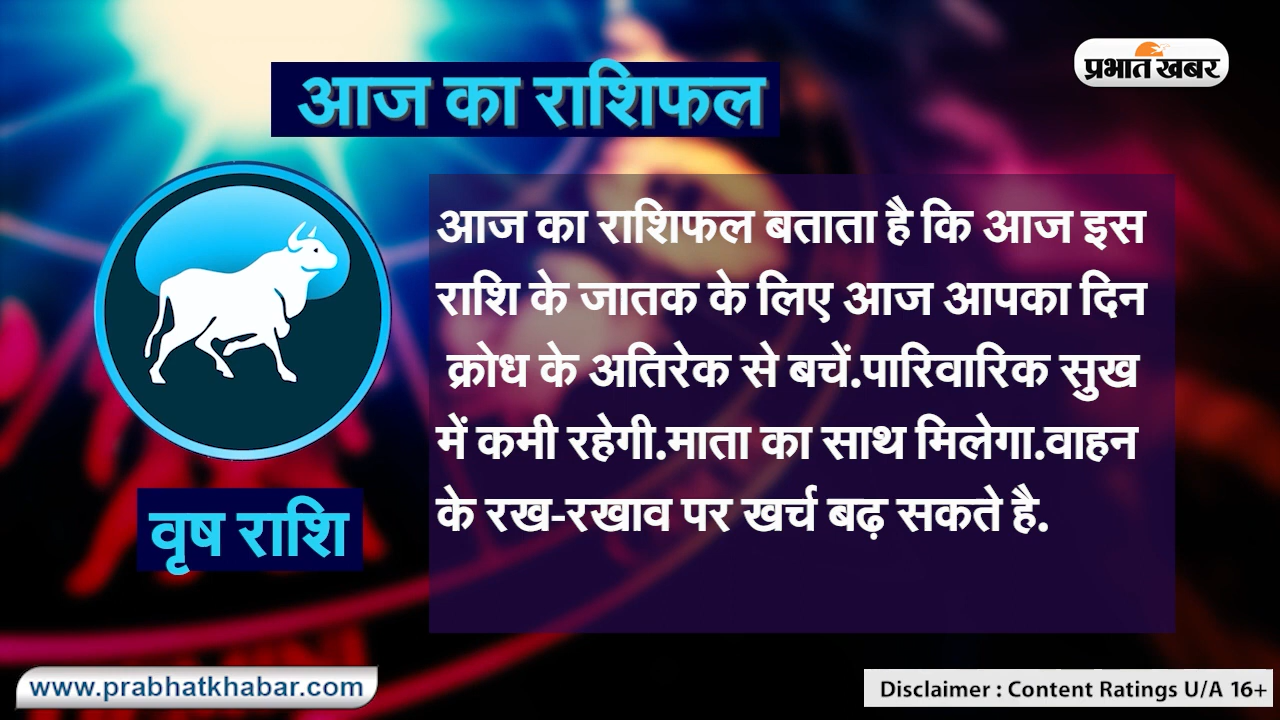 प्रभात खबर
आज का राशिफल
आज का राशिफल बताता है कि आज इस
राशि के जातक के लिए आज आपका दिन
क्रोध के अतिरेक से बचें.पारिवारिक सुख
में कमी रहेगी.माता का साथ मिलेगा.वाहन
के रख-रखाव पर खर्च बढ़ सकते है.
वृष राशि
www.prabhatkhabar.com
Disclaimer : Content Ratings U/A 16+